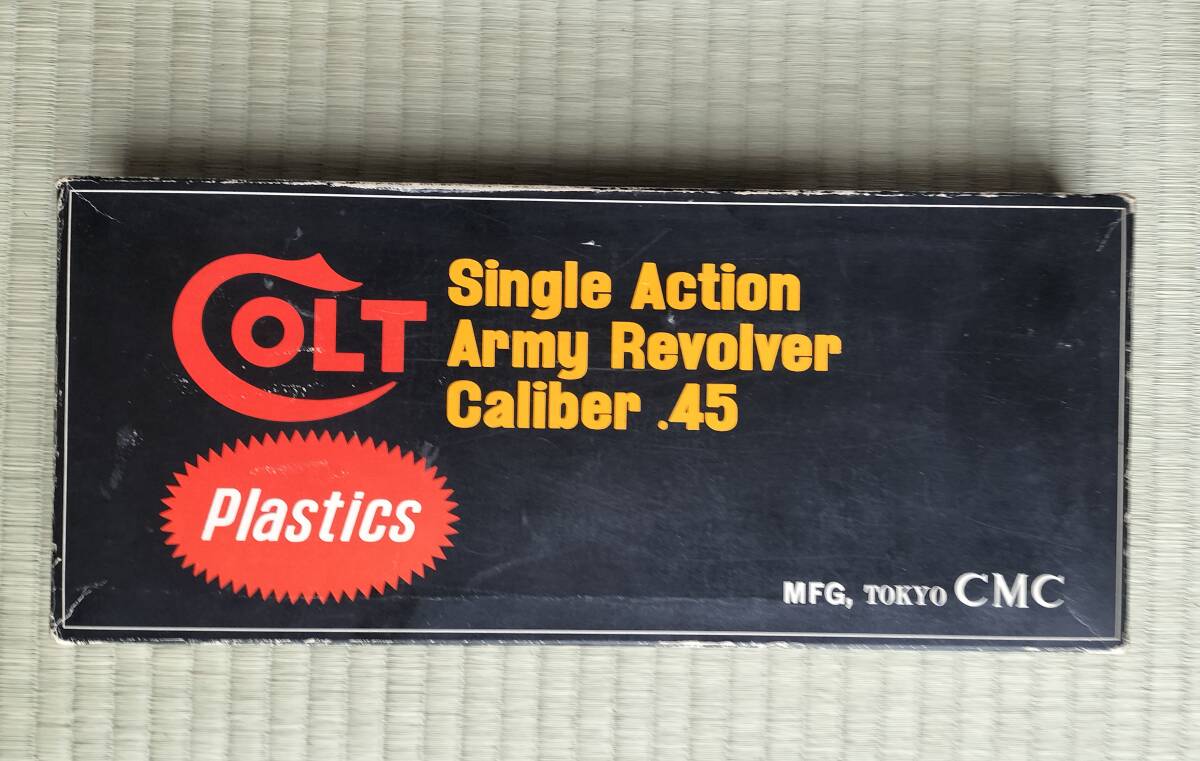 COLT
Single Action
Army Revolver
Caliber .45
Plastics
MFG, TOKYO CMC